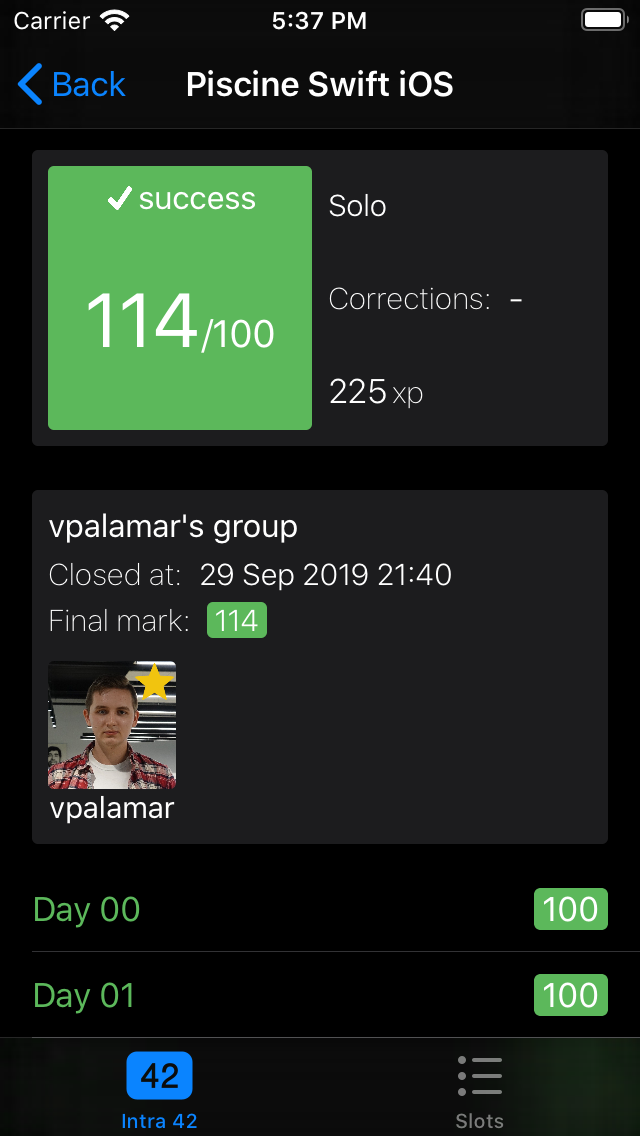 Carrier 5:37 PM
Back Piscine Swift iOS
success
114/100
Solo
Corrections: -
225 xp
vpalamar's group
Closed at: 29 Sep 2019 21:40
Final mark: 114
vpalamar
Day 00 100
Day 01 100
42
Intra 42
Slots